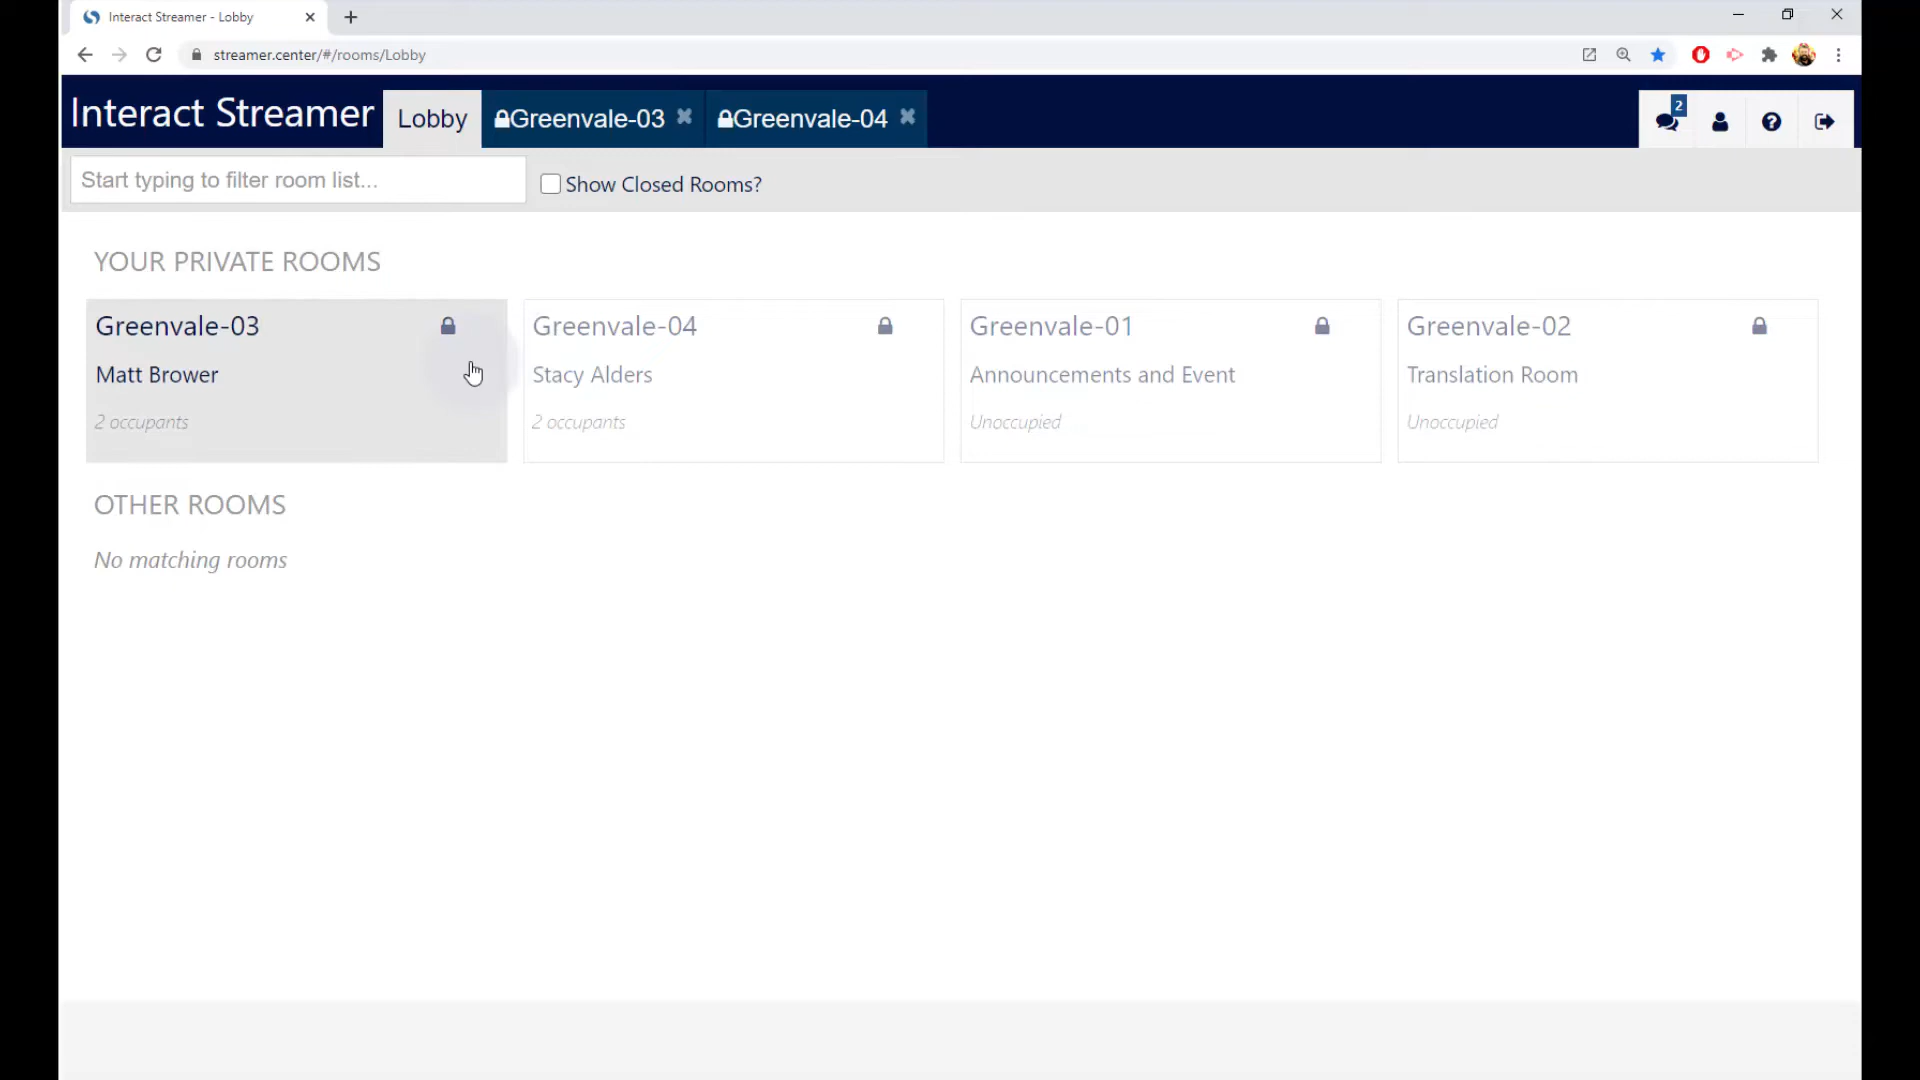 Interact Streamer - Lobby
streamer.center/#/rooms/Lobby
Interact Streamer Lobby Greenvale-03 Greenvale-04 2
Start typing to filter room list... Show Closed Rooms?
YOUR PRIVATE ROOMS
Greenvale-03 Greenvale-04 Greenvale-01 Greenvale-02
Matt Brower Stacy Alders Announcements and Event Translation Room
2 occupants 2 occupants Unoccupied Unoccupied
OTHER ROOMS
No matching rooms